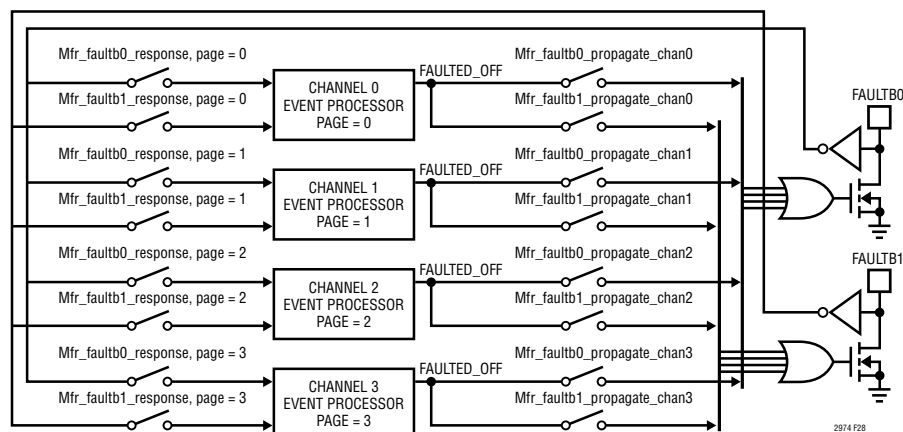 Mfr_faultb0_response, page = 0
Mfr_faultb1_response, page = 0
CHANNEL 0
EVENT PROCESSOR
PAGE = 0
FAULTED_OFF
Mfr_faultb0_propagate_chan0
Mfr_faultb1_propagate_chan0
FAULTB0
Mfr_faultb0_response, page = 1
Mfr_faultb1_response, page = 1
CHANNEL 1
EVENT PROCESSOR
PAGE = 1
FAULTED_OFF
Mfr_faultb0_propagate_chan1
Mfr_faultb1_propagate_chan1
Mfr_faultb0_response, page = 2
Mfr_faultb1_response, page = 2
CHANNEL 2
EVENT PROCESSOR
PAGE = 2
FAULTED_OFF
Mfr_faultb0_propagate_chan2
Mfr_faultb1_propagate_chan2
FAULTB1
Mfr_faultb0_response, page = 3
Mfr_faultb1_response, page = 3
CHANNEL 3
EVENT PROCESSOR
PAGE = 3
FAULTED_OFF
Mfr_faultb0_propagate_chan3
Mfr_faultb1_propagate_chan3
2974 F28